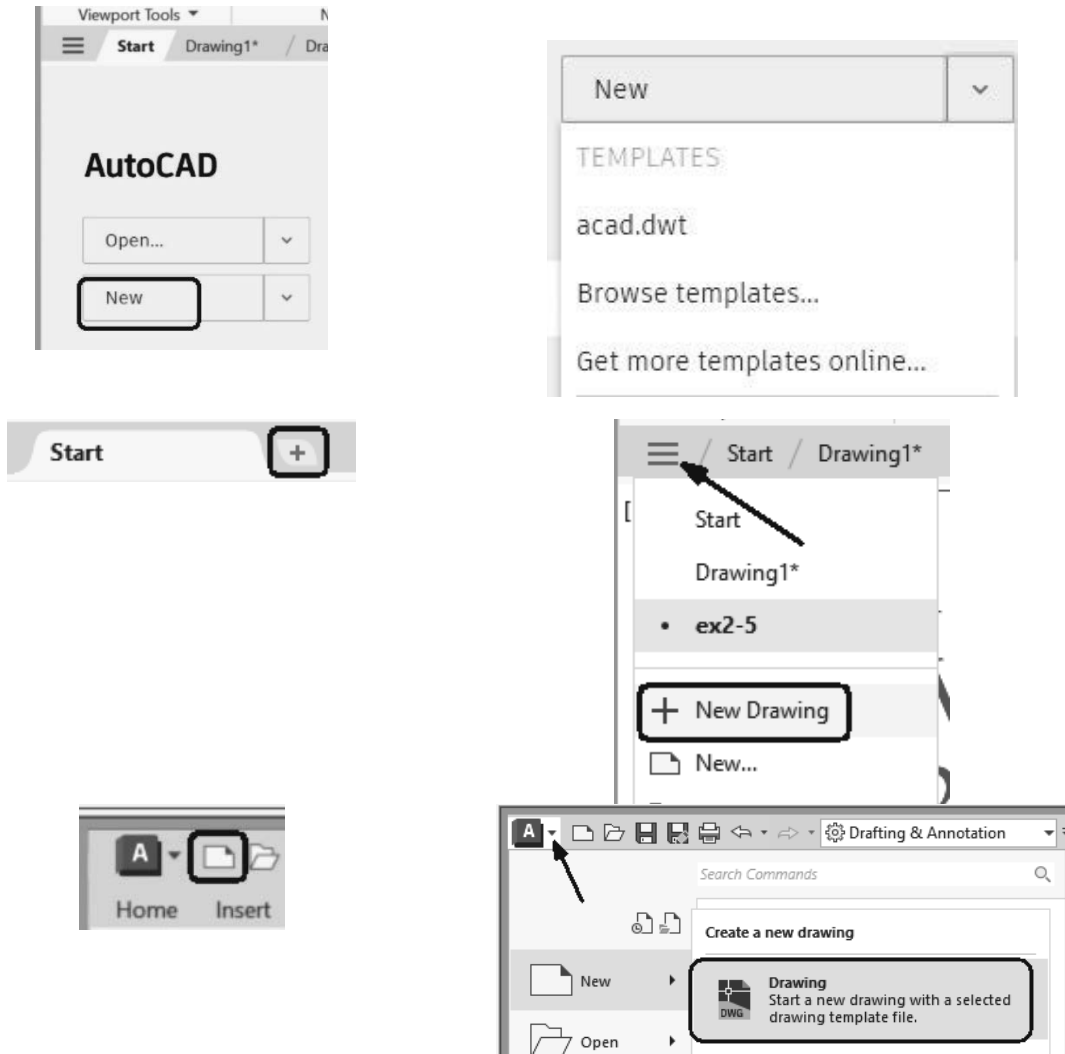 Viewport Tools
Start Drawing1*
AutoCAD
Open...
New
New
TEMPLATES
acad.dwt
Browse templates...
Get more templates online...
Start +
Start Drawing1*
Start
Drawing1*
• ex2-5
+ New Drawing
New...
A
Home Insert
A Drafting & Annotation
Search Commands
Create a new drawing
New
Drawing
Start a new drawing with a selected
drawing template file.
DWG
Open